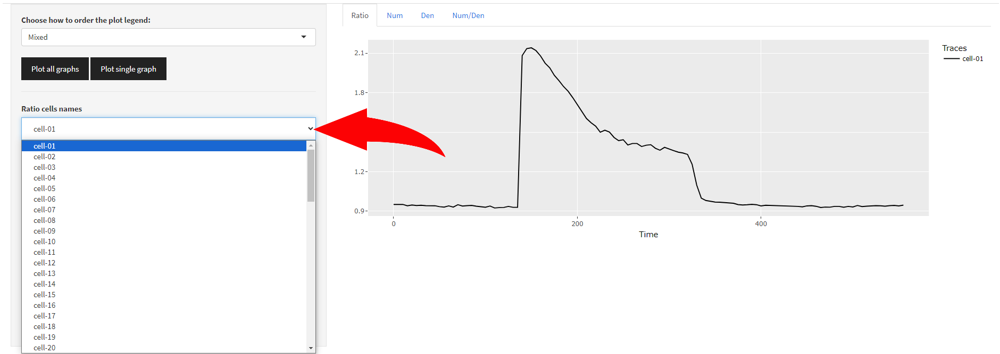 Choose how to order the plot legend:
Mixed
Plot all graphs
Plot single graph
Ratio cells names
cell-01
cell-01
cell-02
cell-03
cell-04
cell-05
cell-06
cell-07
cell-08
cell-09
cell-10
cell-11
cell-12
cell-13
cell-14
cell-15
cell-16
cell-17
cell-18
cell-19
cell-20
Ratio Num Den Num/Den
2.1
1.8
1.2
0.9
0 200 400
Time
Traces
cell-01